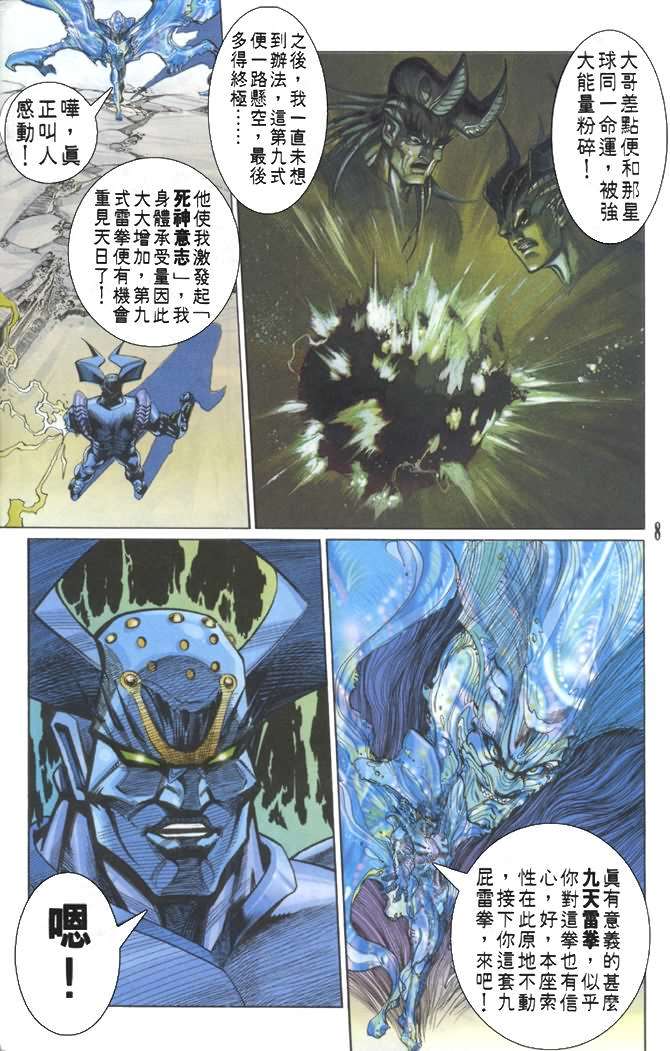 大哥差點便和那星
球同一命運，被強
大能量粉碎！
之後，我一直未想
到辦法，這第九式
便一路懸空，最後
多得終極……
嘩，真
正叫人
感動！
他使我激發起「
死神意志」，我
身體承受量因此
大大增加，第九
式雷拳便有機會
重見天日了！
8
真有意義的甚麼
九天雷拳，似乎
你對這拳也有信
心，好，本座索
性在此原地不動
，接下你這套九
屁雷拳，來吧！
嗯！